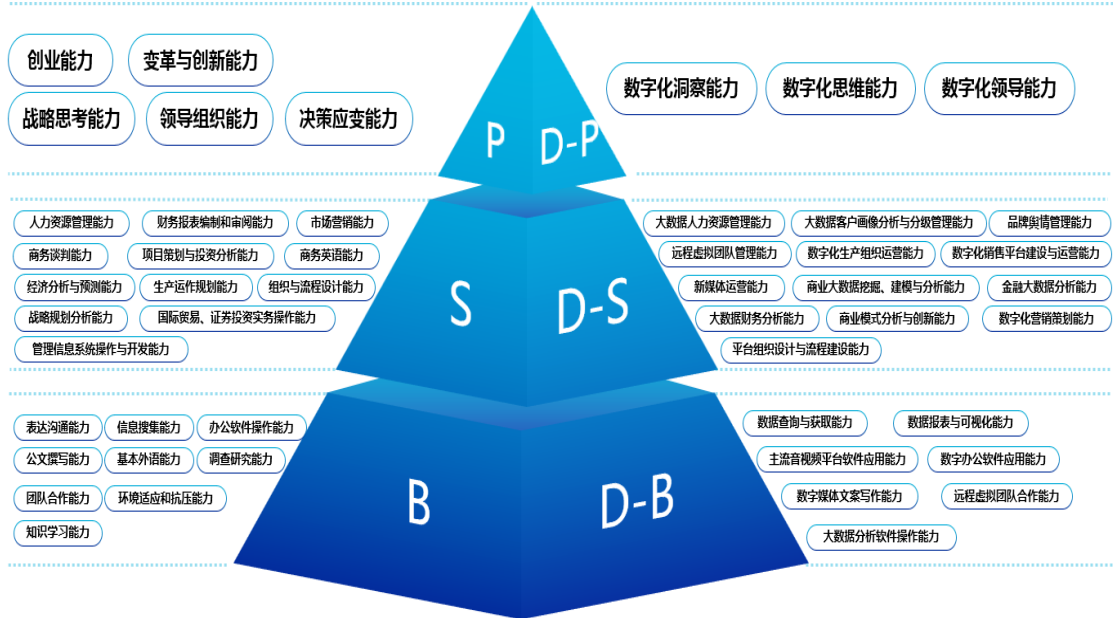 创业能力 变革与创新能力
战略思考能力 领导组织能力 决策应变能力
数字化洞察能力 数字化思维能力 数字化领导能力
P D-P
人力资源管理能力 财务报表编制和审阅能力 市场营销能力
商务谈判能力 项目策划与投资分析能力 商务英语能力
经济分析与预测能力 生产运作规划能力 组织与流程设计能力
战略规划分析能力 国际贸易、证券投资实务操作能力
管理信息系统操作与开发能力
S D-S
大数据人力资源管理能力 大数据客户画像分析与分级管理能力 品牌舆情管理能力
远程虚拟团队管理能力 数字化生产组织运营能力 数字化销售平台建设与运营能力
新媒体运营能力 商业大数据挖掘、建模与分析能力 金融大数据分析能力
大数据财务分析能力 商业模式分析与创新能力 数字化营销策划能力
平台组织设计与流程建设能力
表达沟通能力 信息搜集能力 办公软件操作能力
公文撰写能力 基本外语能力 调查研究能力
团队合作能力 环境适应和抗压能力
知识学习能力
B D-B
数据查询与获取能力 数据报表与可视化能力
主流音视频平台软件应用能力 数字办公软件应用能力
数字媒体文案写作能力 远程虚拟团队合作能力
大数据分析软件操作能力